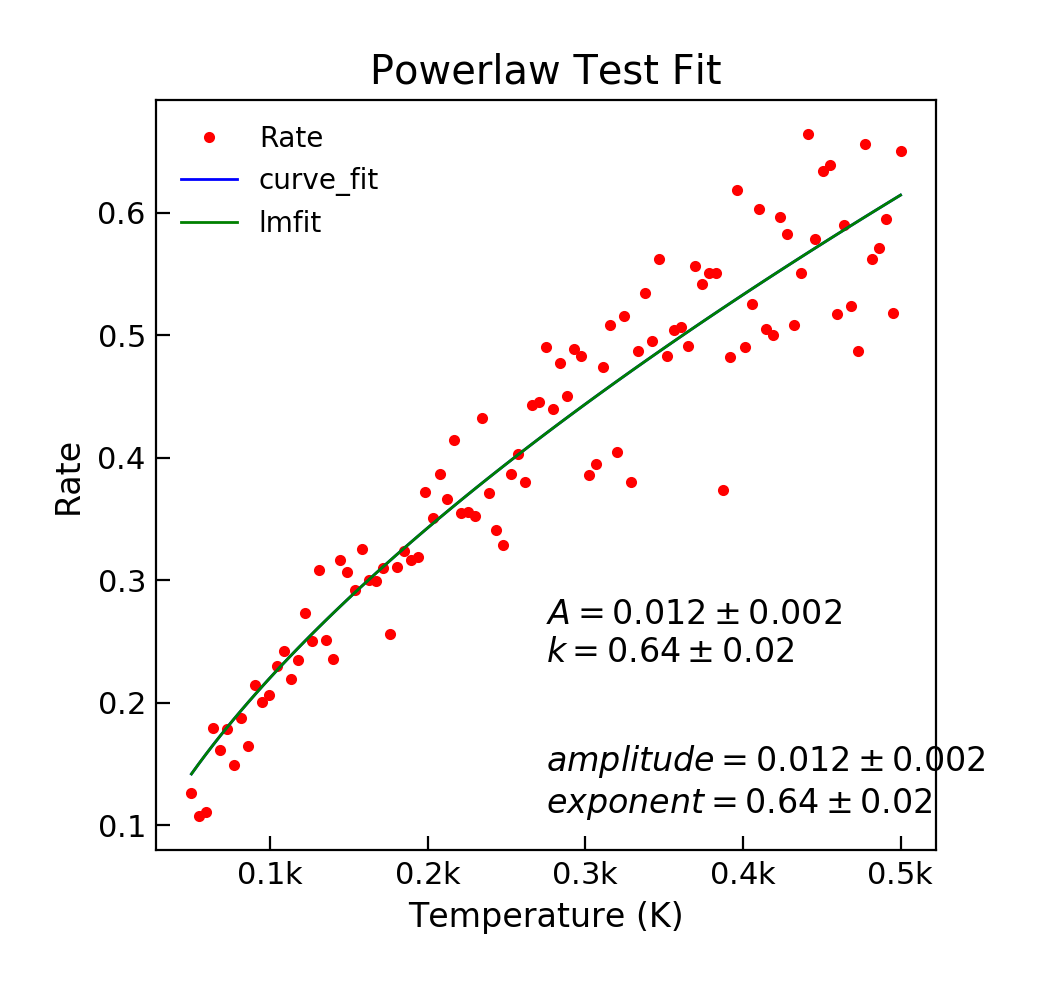 Powerlaw Test Fit
Rate
curve_fit
lmfit
0.6
0.5
0.4
0.3
0.2
0.1
Rate
A = 0.012 ± 0.002
k = 0.64 ± 0.02
amplitude = 0.012 ± 0.002
exponent = 0.64 ± 0.02
0.1k 0.2k 0.3k 0.4k 0.5k
Temperature (K)